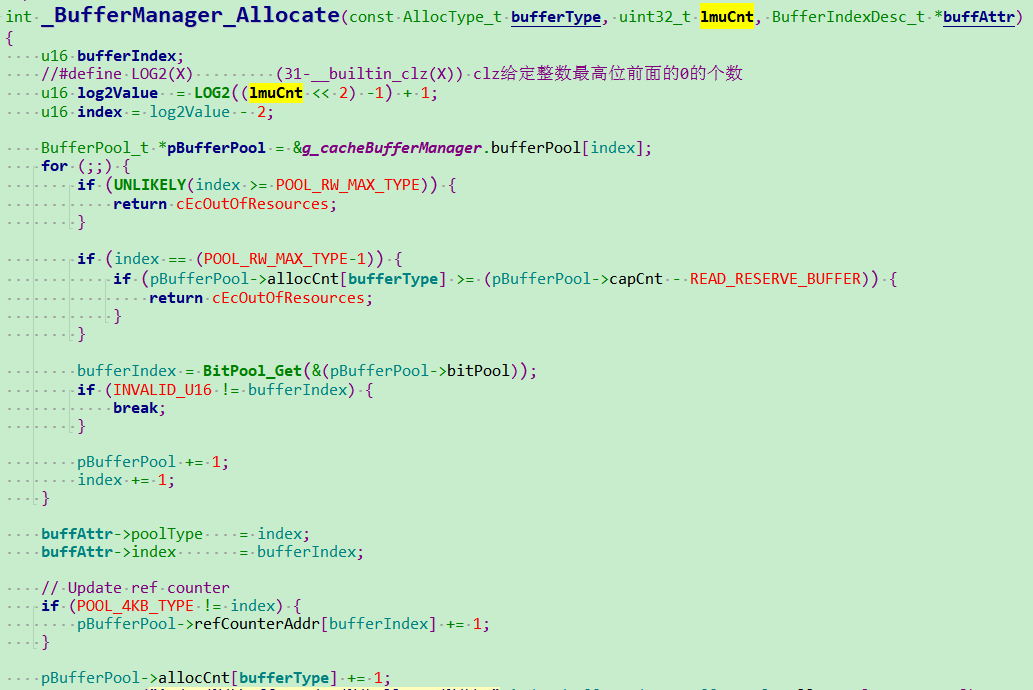 int _BufferManager_Allocate(const AllocType_t bufferType, uint32_t lmuCnt, BufferIndexDesc_t *buffAttr)
{
    u16 bufferIndex;
    //#define LOG2(X)         (31-__builtin_clz(X)) clz给定整数最高位前面的0的个数
    u16 log2Value  = LOG2((lmuCnt << 2) -1) + 1;
    u16 index = log2Value - 2;

    BufferPool_t *pBufferPool = &g_cacheBufferManager.bufferPool[index];
    for (;;) {
        if (UNLIKELY(index >= POOL_RW_MAX_TYPE)) {
            return cEcOutOfResources;
        }

        if (index == (POOL_RW_MAX_TYPE-1)) {
            if (pBufferPool->allocCnt[bufferType] >= (pBufferPool->capCnt - READ_RESERVE_BUFFER)) {
                return cEcOutOfResources;
            }
        }

        bufferIndex = BitPool_Get(&(pBufferPool->bitPool));
        if (INVALID_U16 != bufferIndex) {
            break;
        }

        pBufferPool += 1;
        index += 1;
    }

    buffAttr->poolType    = index;
    buffAttr->index       = bufferIndex;

    // Update ref counter
    if (POOL_4KB_TYPE != index) {
        pBufferPool->refCounterAddr[bufferIndex] += 1;
    }

    pBufferPool->allocCnt[bufferType] += 1;